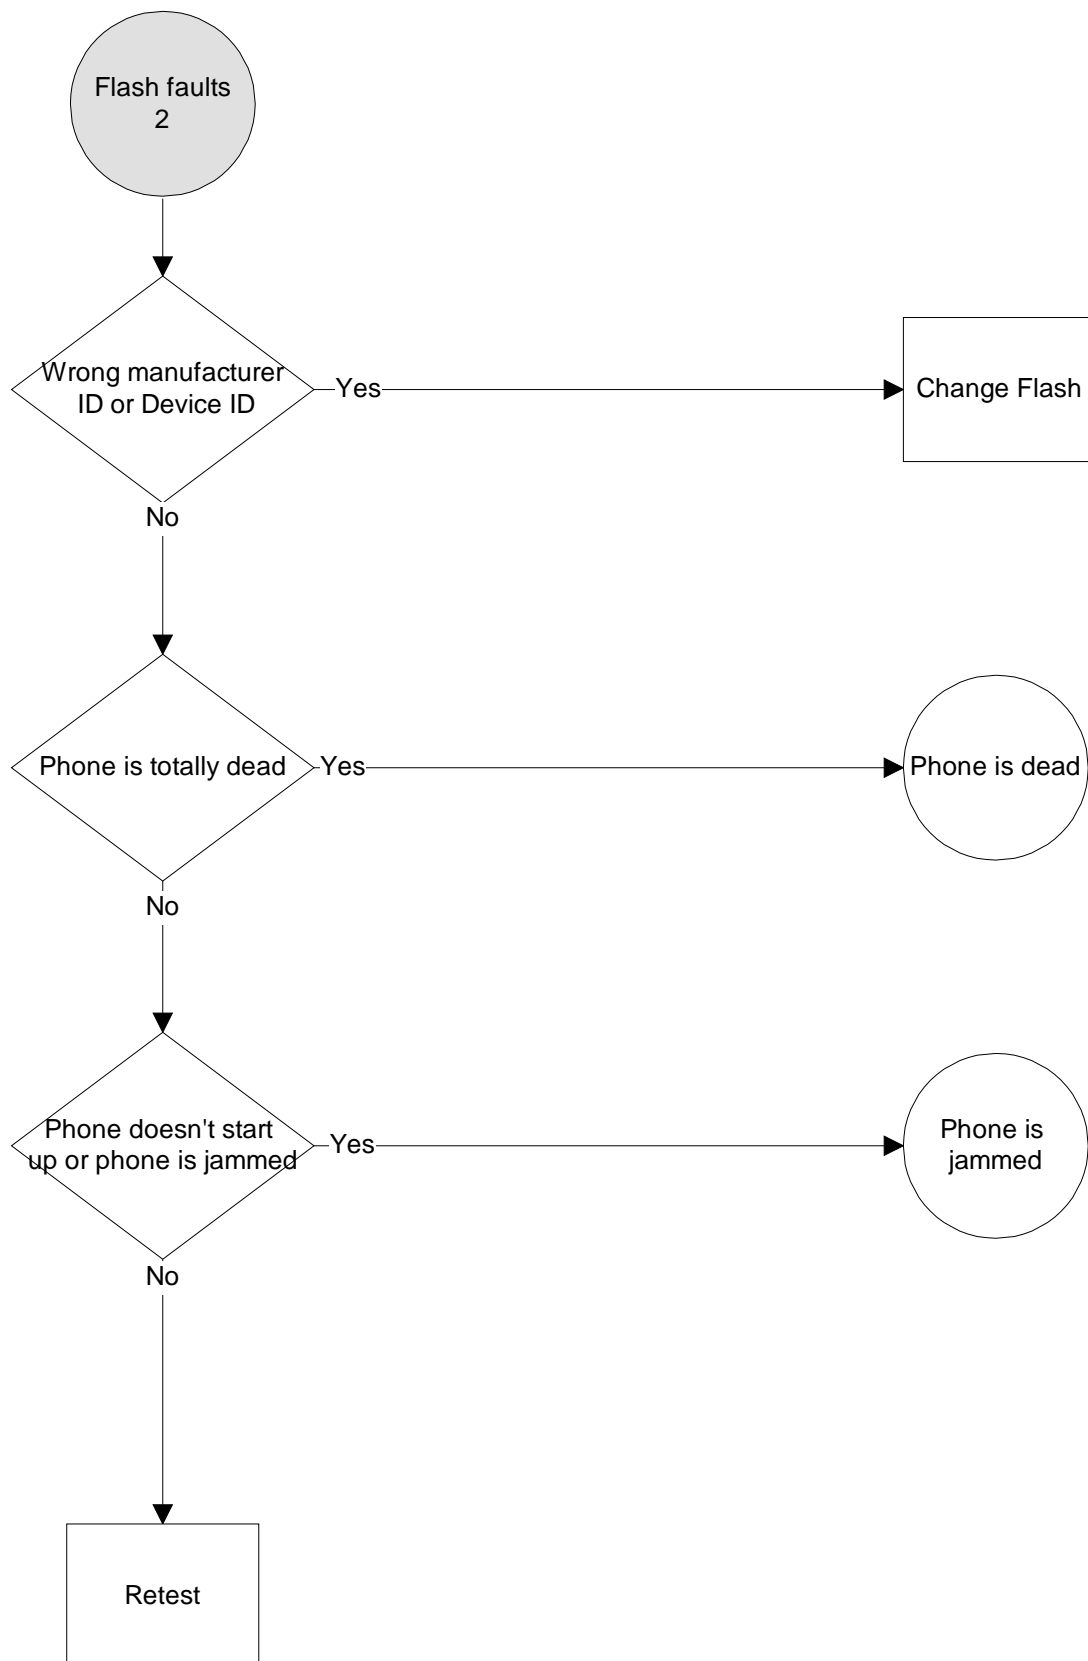 Flash faults
2
Wrong manufacturer
ID or Device ID
Yes
Change Flash
No
Phone is totally dead
Yes
Phone is dead
No
Phone doesn't start
up or phone is jammed
Yes
Phone is
jammed
No
Retest